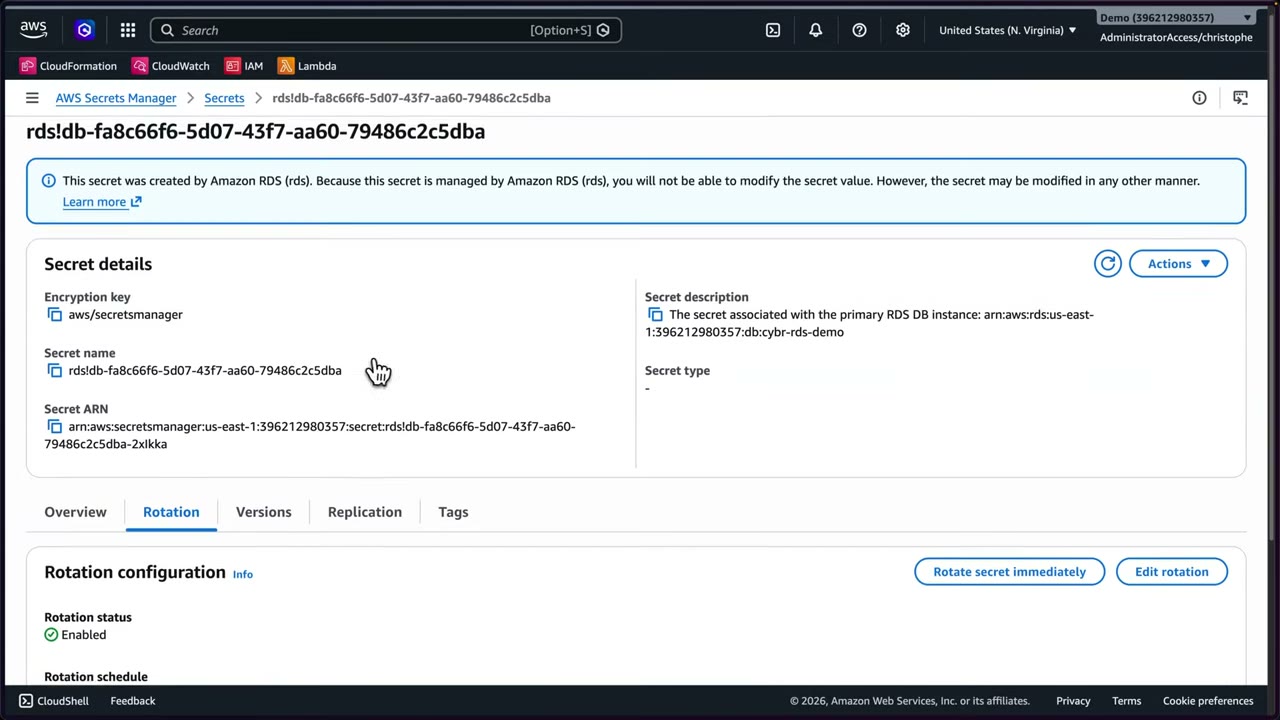 aws
Search [Option+S]
United States (N. Virginia) ▼
Demo (396212980357) ▼
AdministratorAccess/christophe
CloudFormation
CloudWatch
IAM
Lambda
AWS Secrets Manager > Secrets > rds!db-fa8c66f6-5d07-43f7-aa60-79486c2c5dba
rds!db-fa8c66f6-5d07-43f7-aa60-79486c2c5dba
This secret was created by Amazon RDS (rds). Because this secret is managed by Amazon RDS (rds), you will not be able to modify the secret value. However, the secret may be modified in any other manner.
Learn more
Secret details
Actions ▼
Encryption key
aws/secretsmanager
Secret name
rds!db-fa8c66f6-5d07-43f7-aa60-79486c2c5dba
Secret ARN
arn:aws:secretsmanager:us-east-1:396212980357:secret:rds!db-fa8c66f6-5d07-43f7-aa60-
79486c2c5dba-2xIkka
Secret description
The secret associated with the primary RDS DB instance: arn:aws:rds:us-east-
1:396212980357:db:cybr-rds-demo
Secret type
-
Overview
Rotation
Versions
Replication
Tags
Rotation configuration Info
Rotate secret immediately
Edit rotation
Rotation status
Enabled
Rotation schedule
CloudShell
Feedback
© 2026, Amazon Web Services, Inc. or its affiliates.
Privacy
Terms
Cookie preferences